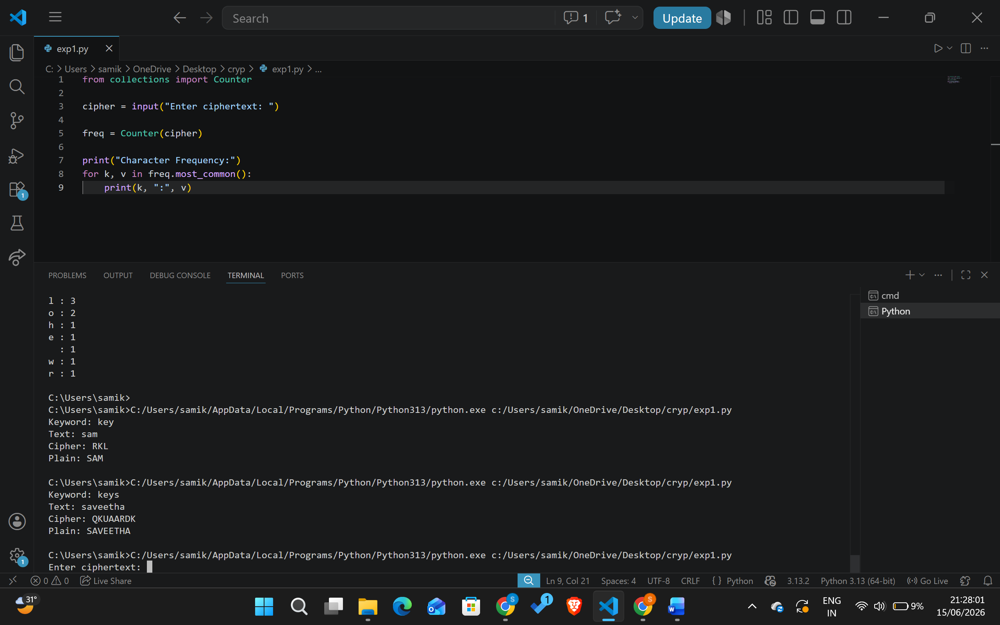 Search
1
Update
exp1.py
C: > Users > samik > OneDrive > Desktop > cryp > exp1.py > ...
1 from collections import Counter
2
3 cipher = input("Enter ciphertext: ")
4
5 freq = Counter(cipher)
6
7 print("Character Frequency:")
8 for k, v in freq.most_common():
9 print(k, ":", v)
1
PROBLEMS OUTPUT DEBUG CONSOLE TERMINAL PORTS
cmd
Python
l : 3
o : 2
h : 1
e : 1
: 1
w : 1
r : 1
C:\Users\samik>
C:\Users\samik>C:/Users/samik/AppData/Local/Programs/Python/Python313/python.exe c:/Users/samik/OneDrive/Desktop/cryp/exp1.py
Keyword: key
Text: sam
Cipher: RKL
Plain: SAM
C:\Users\samik>C:/Users/samik/AppData/Local/Programs/Python/Python313/python.exe c:/Users/samik/OneDrive/Desktop/cryp/exp1.py
Keyword: keys
Text: saveetha
Cipher: QKUAARDK
Plain: SAVEETHA
C:\Users\samik>C:/Users/samik/AppData/Local/Programs/Python/Python313/python.exe c:/Users/samik/OneDrive/Desktop/cryp/exp1.py
Enter ciphertext:
1
0 0 Live Share Ln 9, Col 21 Spaces: 4 UTF-8 CRLF { } Python 3.13.2 Python 3.13 (64-bit) Go Live
31°
S
1
S
ENG
IN
9%
21:28:01
15/06/2026